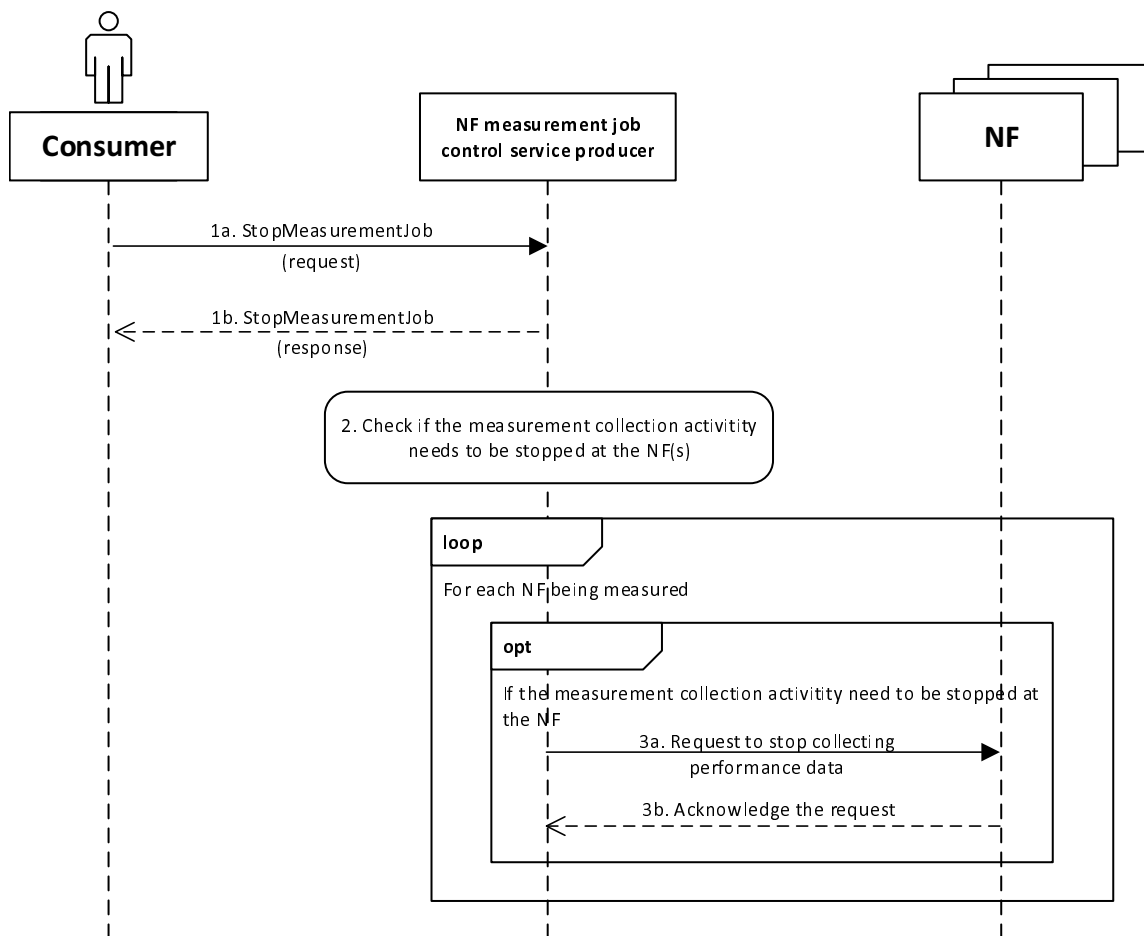 Consumer
NF measurement job
control service producer
NF
1a. StopMeasurementJob
(request)
1b. StopMeasurementJob
(response)
2. Check if the measurement collection activitity
needs to be stopped at the NF(s)
loop
For each NF being measured
opt
If the measurement collection activitity need to be stopped at
the NF
3a. Request to stop collecting
performance data
3b. Acknowledge the request